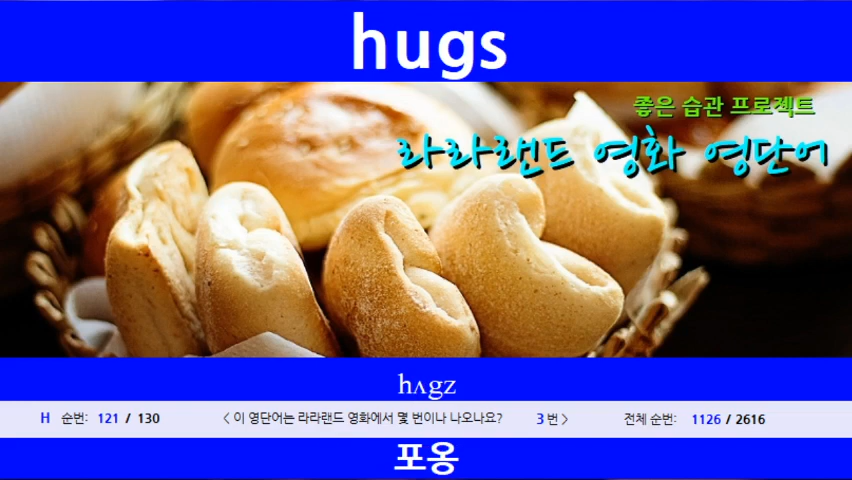 hugs
좋은 습관 프로젝트
라라랜드 영화 영단어
hʌgz
H 순번: 121 / 130 < 이 영단어는 라라랜드 영화에서 몇 번이나 나오나요? 3 번 > 전체 순번: 1126 / 2616
포옹